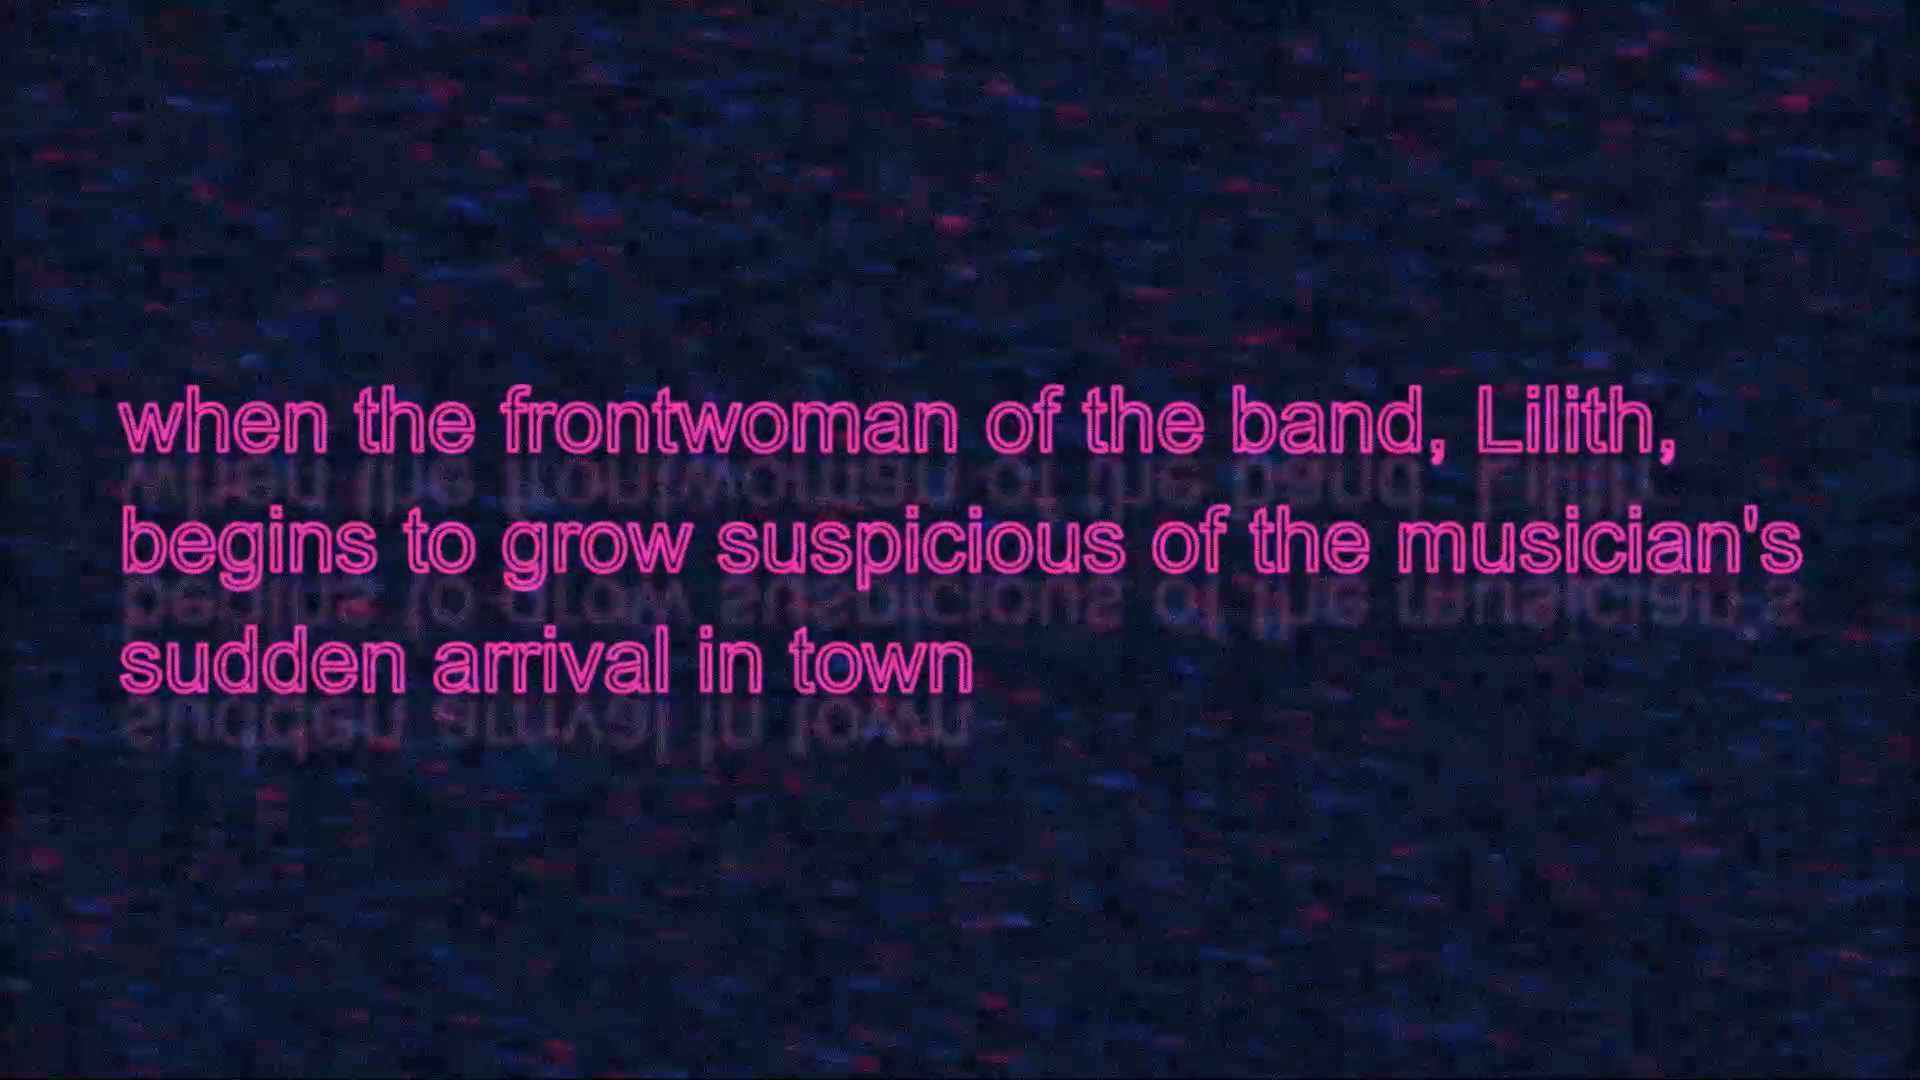 when the frontwoman of the band, Lilith,
begins to grow suspicious of the musician's
sudden arrival in town